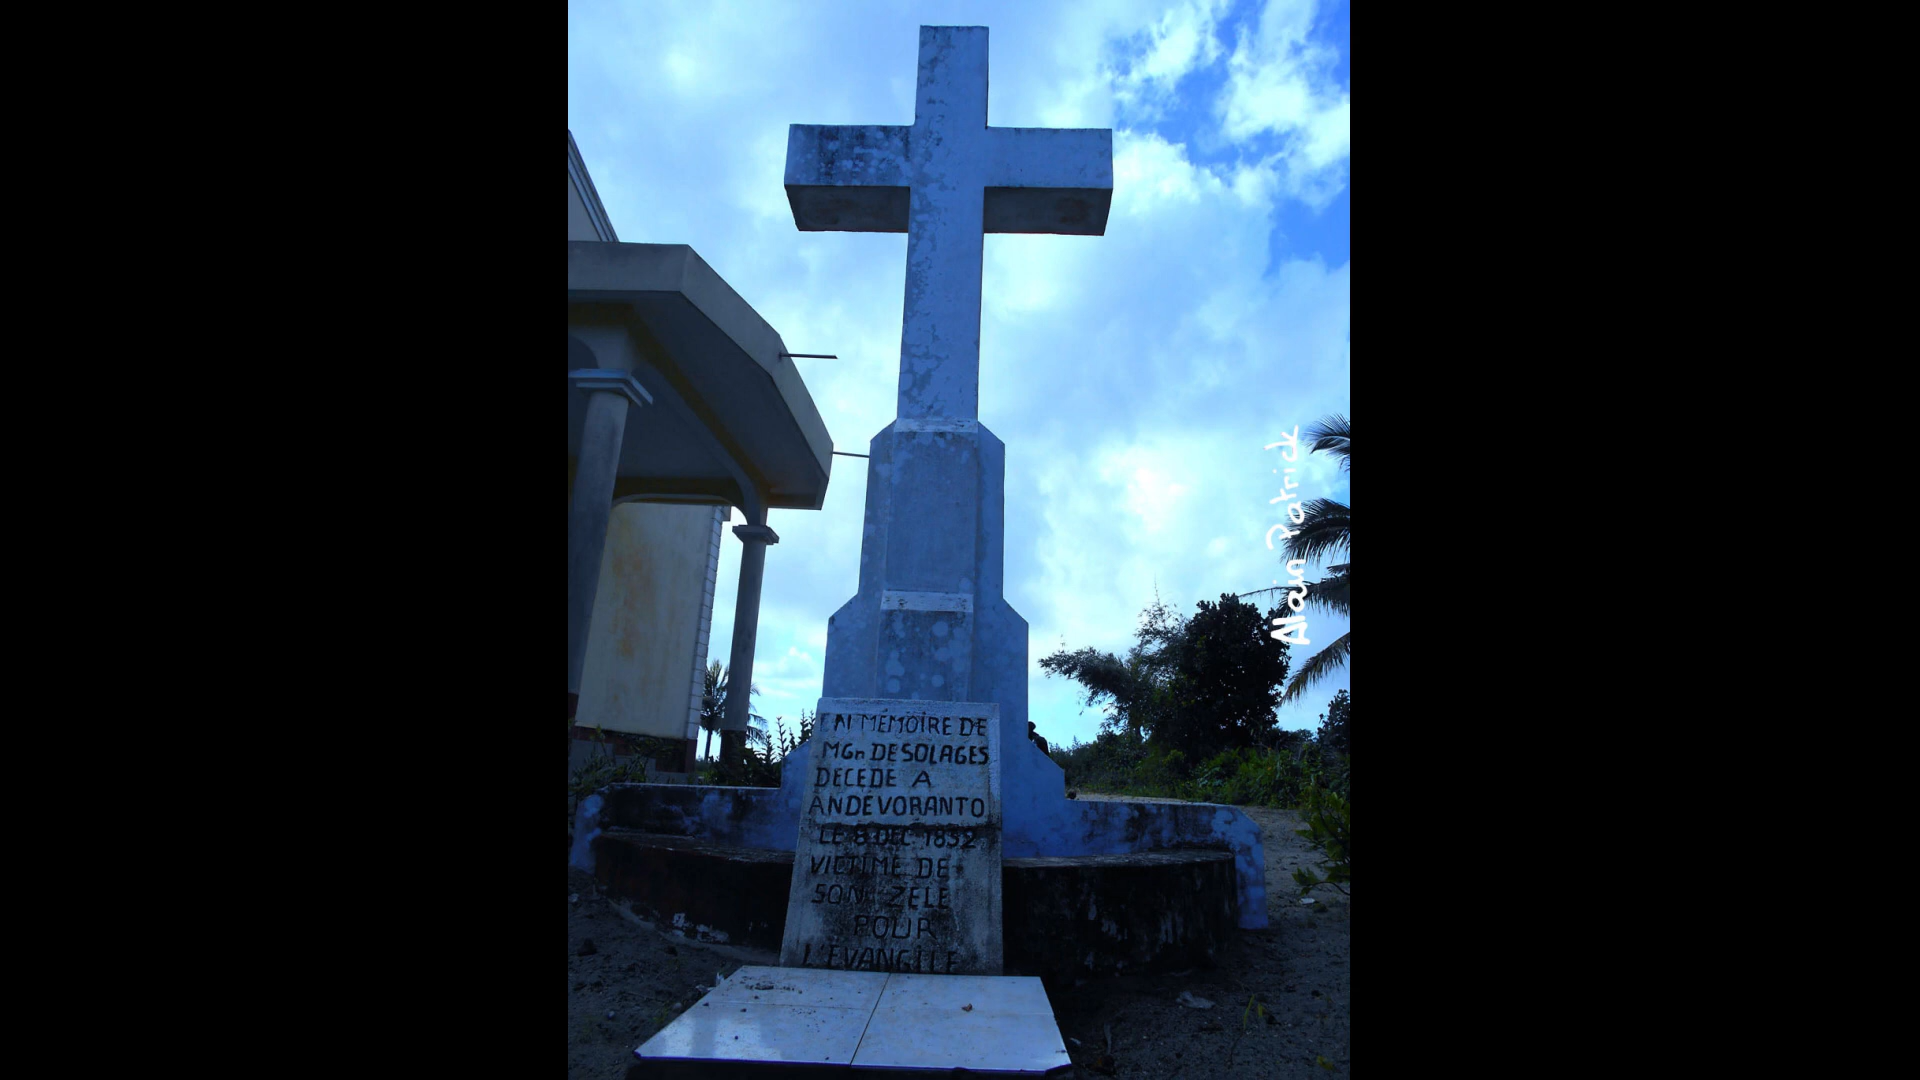 EN MÉMOIRE DE
MGR DE SOLAGES
DECEDE A
ANDEVORANTO
LE 8 DEC 1832
VICTIME DE
SON ZELE
POUR
L'EVANGILE
Alain Patrick